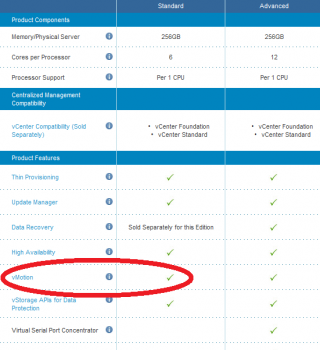 Standard Advanced
Product Components
Memory/Physical Server 256GB 256GB
Cores per Processor 6 12
Processor Support Per 1 CPU Per 1 CPU
Centralized Management
Compatibility
vCenter Compatibility (Sold
Separately)
• vCenter Foundation • vCenter Foundation
• vCenter Standard • vCenter Standard
Product Features
Thin Provisioning
Update Manager
Data Recovery Sold Separately for this Edition
High Availability
vMotion
vStorage APIs for Data
Protection
Virtual Serial Port Concentrator